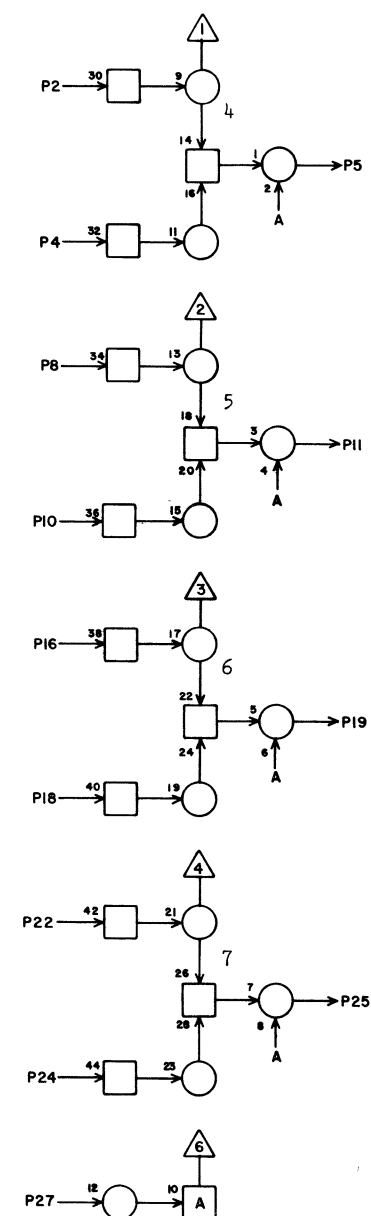 1
P2 30 9
4
14 1 P5
16 2
P4 32 11 A
2
P8 34 13
5
18 3 P11
20 4
A
P10 36 15
3
P16 38 17
6
22 5 P19
24 6
P18 40 19 A
4
P22 42 21
7
26 7 P25
28 8
A
P24 44 23
6
P27 12 10 A